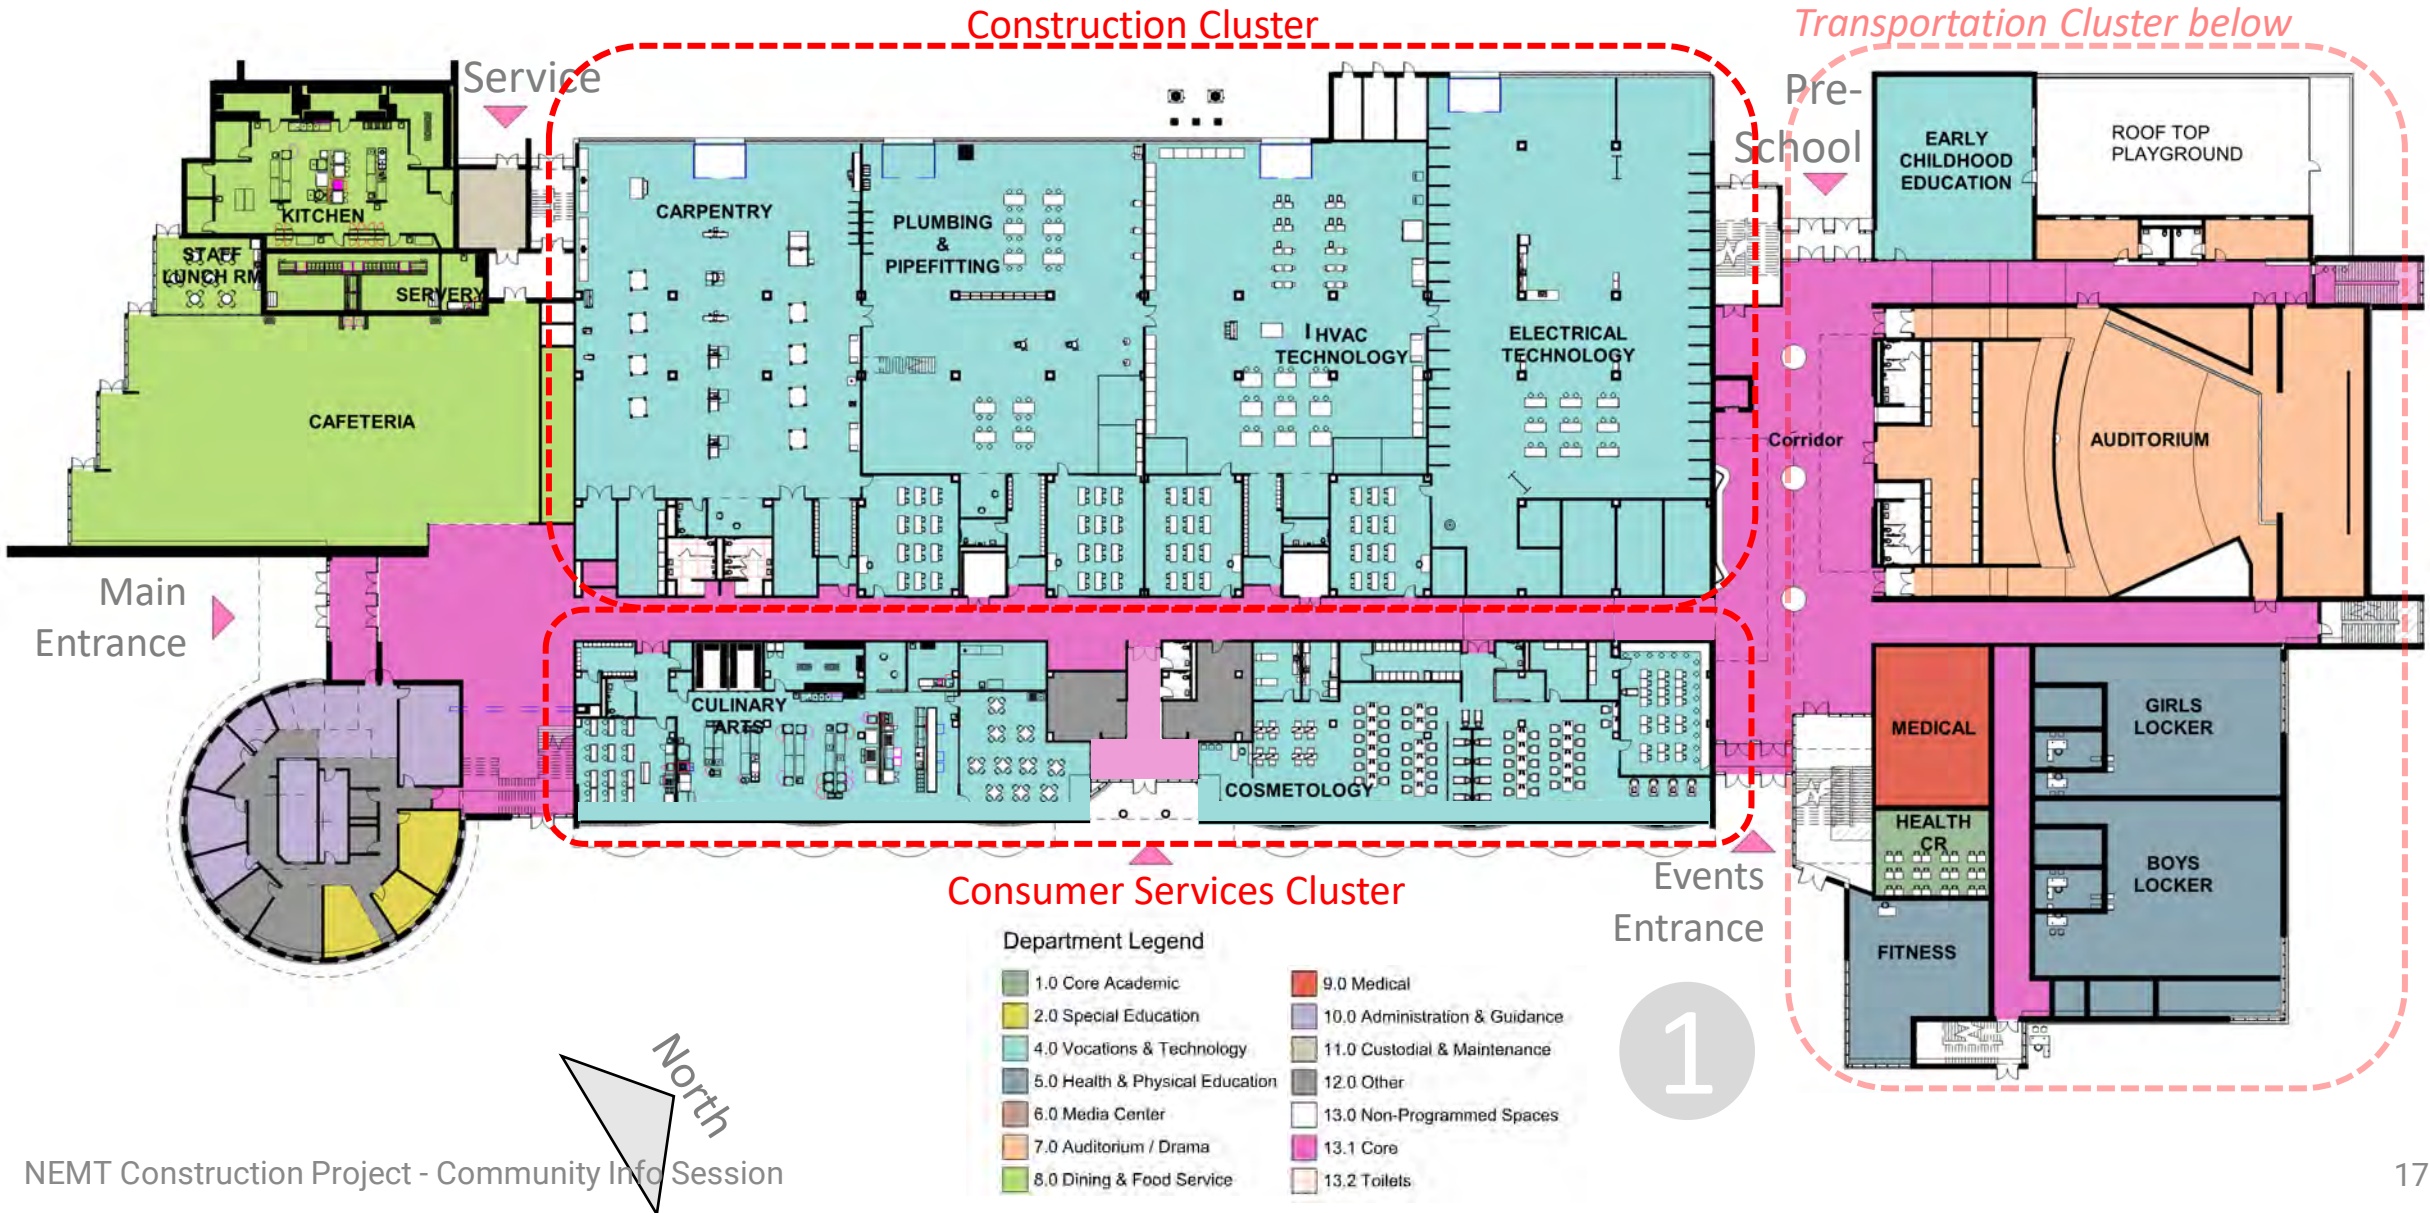 Construction Cluster
Transportation Cluster below
Service
Pre-
School
KITCHEN
STAFF
LUNCH RM
SERVERY
CAFETERIA
CARPENTRY
PLUMBING
&
PIPEFITTING
HVAC
TECHNOLOGY
ELECTRICAL
TECHNOLOGY
EARLY
CHILDHOOD
EDUCATION
ROOF TOP
PLAYGROUND
Corridor
AUDITORIUM
Main
Entrance
CULINARY
ARTS
COSMETOLOGY
MEDICAL
HEALTH
CR
FITNESS
GIRLS
LOCKER
BOYS
LOCKER
Consumer Services Cluster
Events
Entrance
Department Legend
1.0 Core Academic
2.0 Special Education
4.0 Vocations & Technology
5.0 Health & Physical Education
6.0 Media Center
7.0 Auditorium / Drama
8.0 Dining & Food Service
9.0 Medical
10.0 Administration & Guidance
11.0 Custodial & Maintenance
12.0 Other
13.0 Non-Programmed Spaces
13.1 Core
13.2 Toilets
1
North
NEMT Construction Project - Community Info Session
17